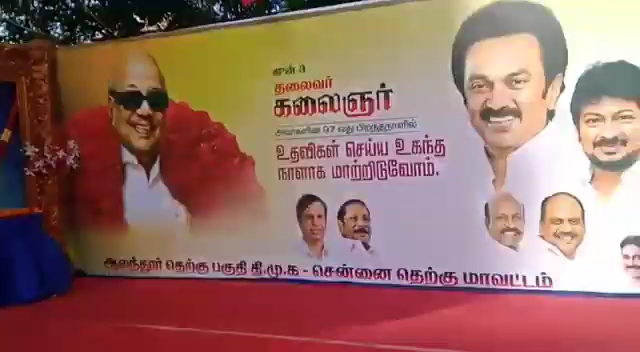 ஜுன் 3
தலைவர்
கலைஞர்
அவர்களின் 97 வது பிறந்தநாளில்
உதவிகள் செய்ய உகந்த
நாளாக மாற்றிடுவோம்.
ஆலந்தூர் தெற்கு பகுதி தி.மு.க - சென்னை தெற்கு மாவட்டம்